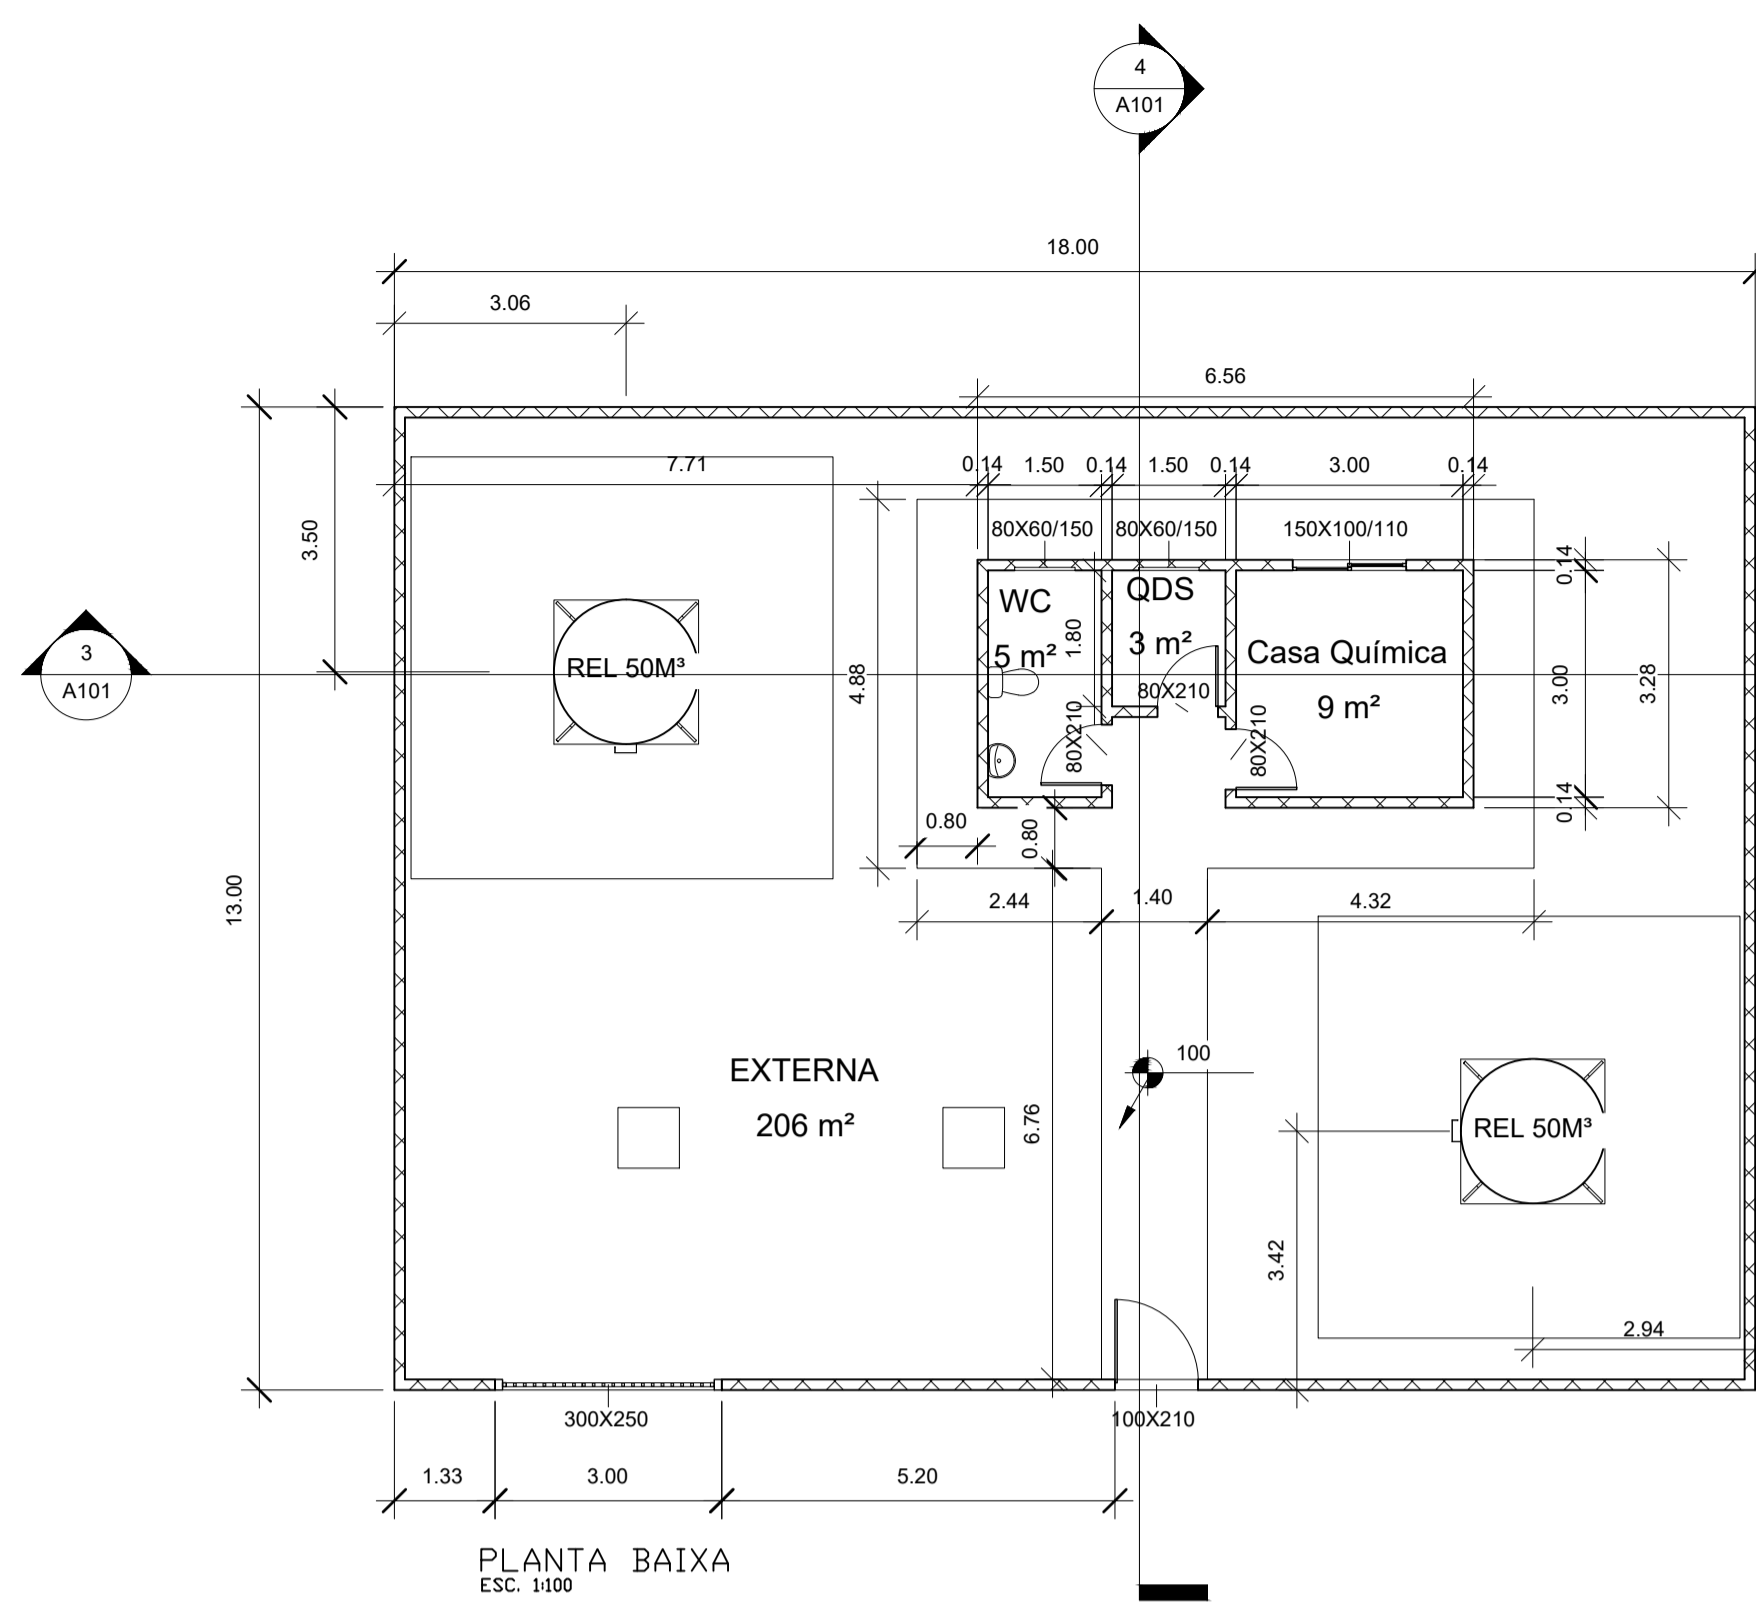 4
A101
18.00
3.06
6.56
7.71
0.14
1.50
0.14
1.50
0.14
3.00
0.14
3.50
80X60/150
80X60/150
150X100/110
0.14
WC
5 m²
1.80
QDS
3 m²
80X210
Casa Química
9 m²
3.00
3.28
3
A101
REL 50M³
4.88
80X210
80X210
0.14
0.80
0.80
13.00
2.44
1.40
4.32
EXTERNA
206 m²
6.76
100
REL 50M³
3.42
2.94
300X250
100X210
1.33
3.00
5.20
PLANTA BAIXA
ESC. 1:100